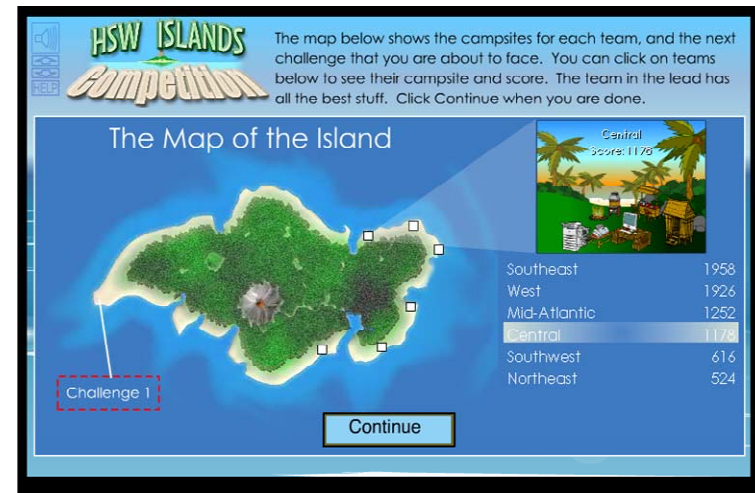 HSW ISLANDS
Competition
HELP
The map below shows the campsites for each team, and the next
challenge that you are about to face. You can click on teams
below to see their campsite and score. The team in the lead has
all the best stuff. Click Continue when you are done.
The Map of the Island
Central
Score: 1178
Southeast 1958
West 1926
Mid-Atlantic 1252
Central 1178
Southwest 616
Northeast 524
Challenge 1
Continue